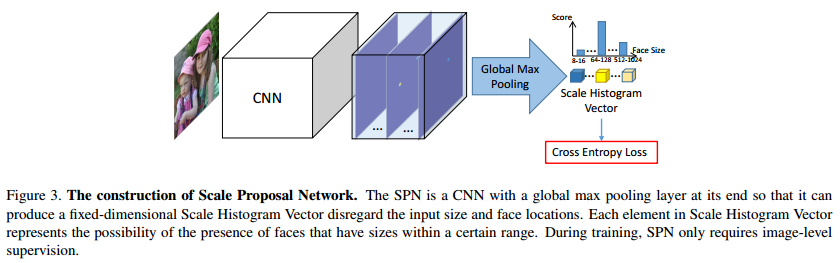 Score
Face Size
8-16 64-128 512-1024
CNN
Global Max
Pooling
Scale Histogram
Vector
... ...
Cross Entropy Loss
Figure 3. The construction of Scale Proposal Network. The SPN is a CNN with a global max pooling layer at its end so that it can
produce a fixed-dimensional Scale Histogram Vector disregard the input size and face locations. Each element in Scale Histogram Vector
represents the possibility of the presence of faces that have sizes within a certain range. During training, SPN only requires image-level
supervision.